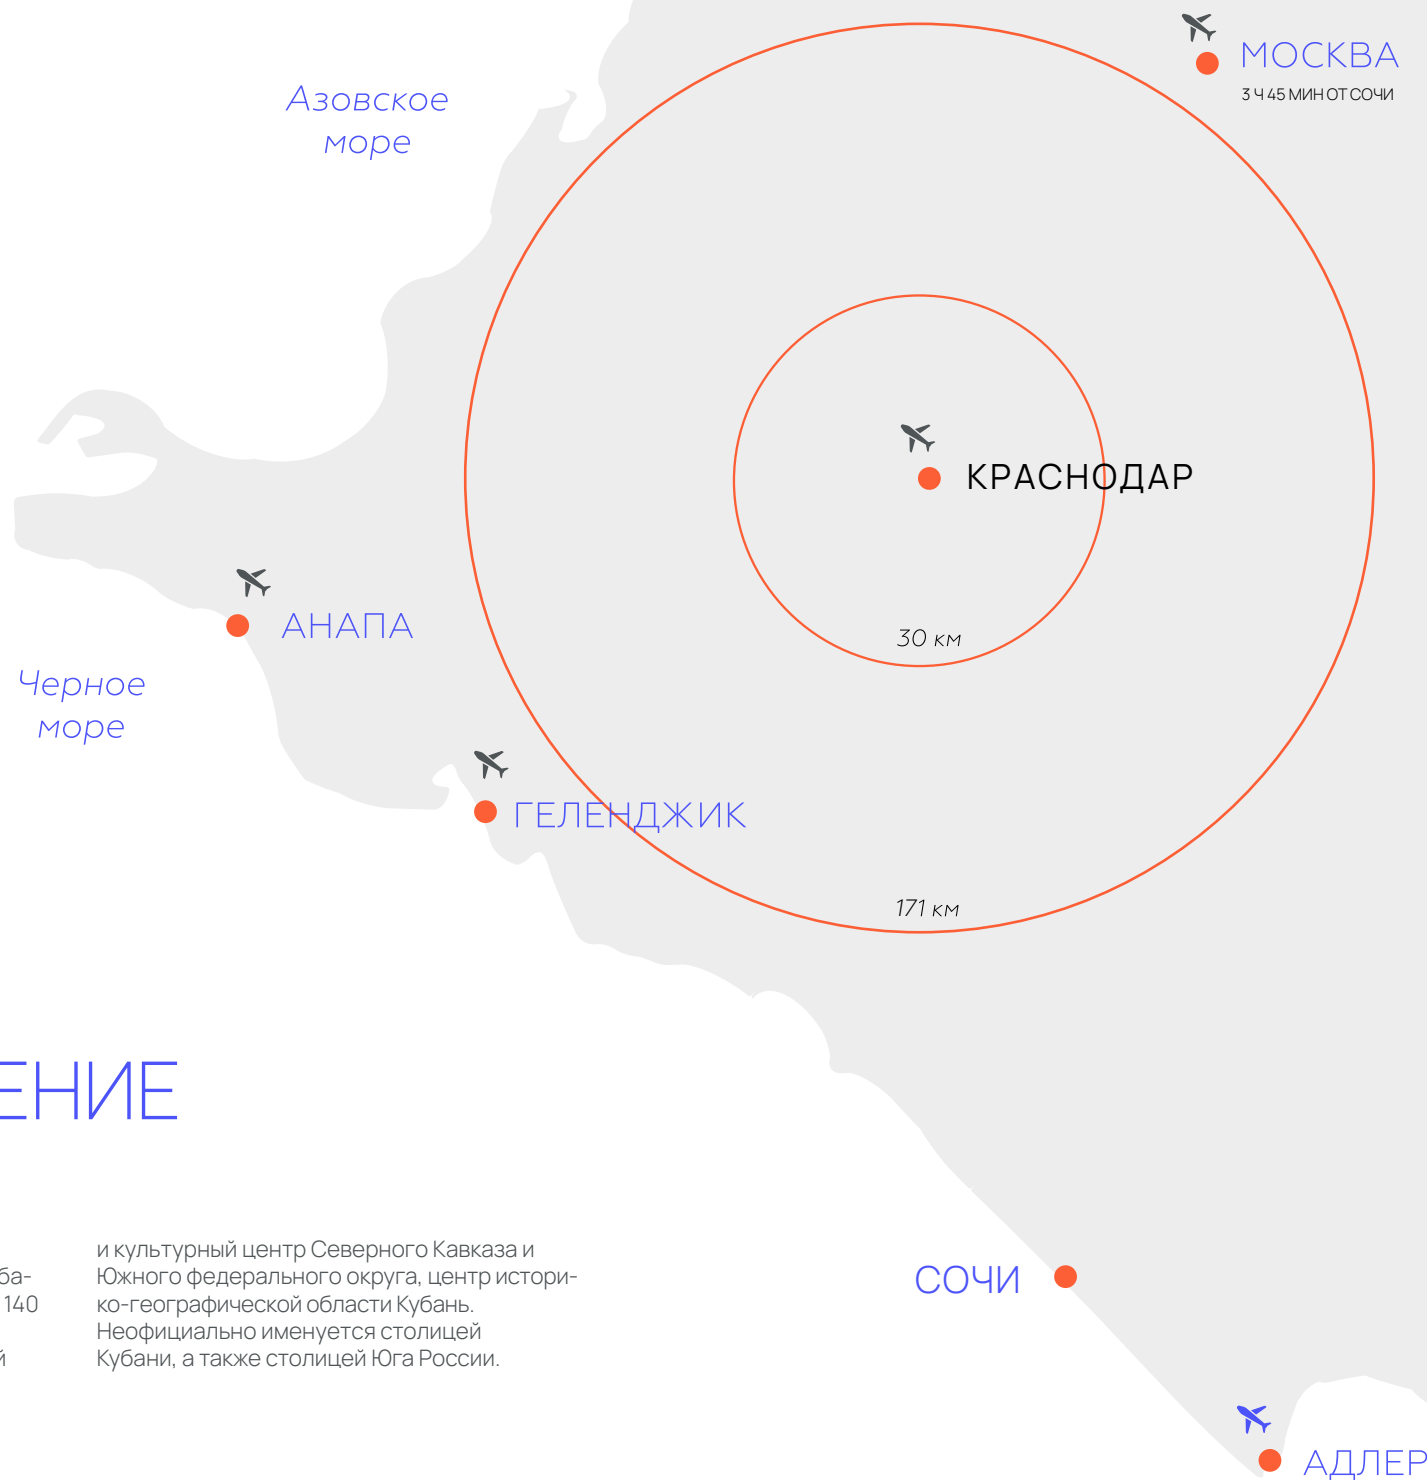 МОСКВА
3 Ч 45 МИН ОТ СОЧИ
Азовское
море
КРАСНОДАР
АНАПА
30 км
Черное
море
ГЕЛЕНДЖИК
171 км
ЕНИЕ
ба-
140
й
и культурный центр Северного Кавказа и
Южного федерального округа, центр истори-
ко-географической области Кубань.
Неофициально именуется столицей
Кубани, а также столицей Юга России.
СОЧИ
АДЛЕР